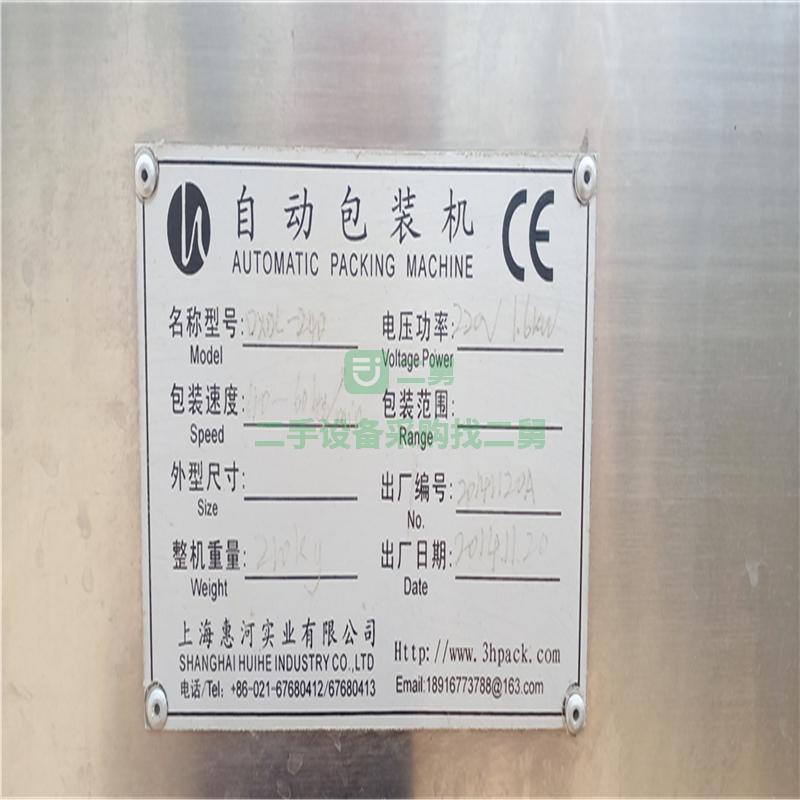 自动包装机 CE
AUTOMATIC PACKING MACHINE
名称型号: 电压功率: 220V 1.6kw
Model Voltage Power
二舅
包装速度: 包装范围:
二手设备采购找二舅
Speed Range
外型尺寸: 出厂编号: 20141120A
Size No.
整机重量: 出厂日期: 2014.11.20
Weight Date
上海惠河实业有限公司 Http://www.3hpack.com
SHANGHAI HUIHE INDUSTRY CO.,LTD
电话/Tel: +86-021-67680412/67680413 Email:18916773788@163.com